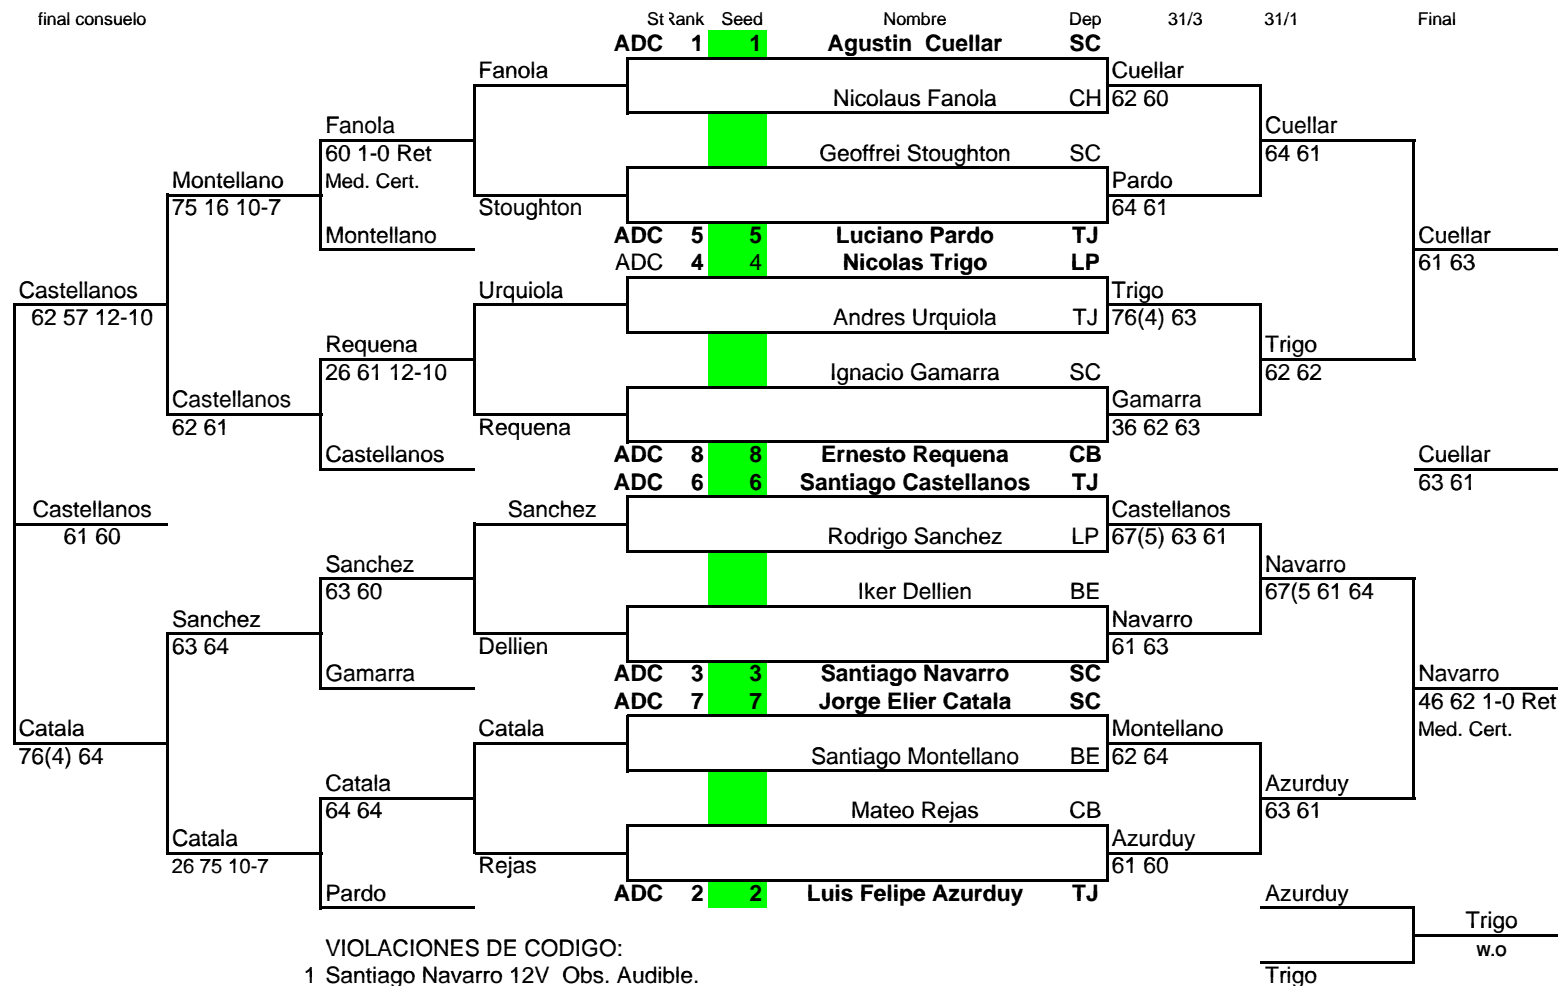 final consuelo St Rank Seed Nombre Dep 31/3 31/1 Final
ADC 1 1 Agustin Cuellar SC
Fanola Cuellar
Nicolaus Fanola CH 62 60
Fanola Cuellar
60 1-0 Ret Geoffrei Stoughton SC 64 61
Montellano Med. Cert. Pardo
75 16 10-7 Stoughton 64 61
Montellano ADC 5 5 Luciano Pardo TJ Cuellar
ADC 4 4 Nicolas Trigo LP 61 63
Castellanos Urquiola Trigo
62 57 12-10 Andres Urquiola TJ 76(4) 63
Requena Trigo
26 61 12-10 Ignacio Gamarra SC 62 62
Castellanos Gamarra
62 61 Requena 36 62 63
Castellanos ADC 8 8 Ernesto Requena CB Cuellar
ADC 6 6 Santiago Castellanos TJ 63 61
Castellanos Sanchez Castellanos
61 60 Rodrigo Sanchez LP 67(5) 63 61
Sanchez Navarro
63 60 Iker Dellien BE 67(5 61 64
Sanchez Navarro
63 64 Dellien 61 63
Gamarra ADC 3 3 Santiago Navarro SC Navarro
ADC 7 7 Jorge Elier Catala SC 46 62 1-0 Ret
Catala Catala Montellano Med. Cert.
76(4) 64 Santiago Montellano BE 62 64
Catala Azurduy
64 64 Mateo Rejas CB 63 61
Catala Azurduy
26 75 10-7 Rejas 61 60
Pardo ADC 2 2 Luis Felipe Azurduy TJ Azurduy
Trigo
VIOLACIONES DE CODIGO: w.o
1 Santiago Navarro 12V Obs. Audible. Trigo